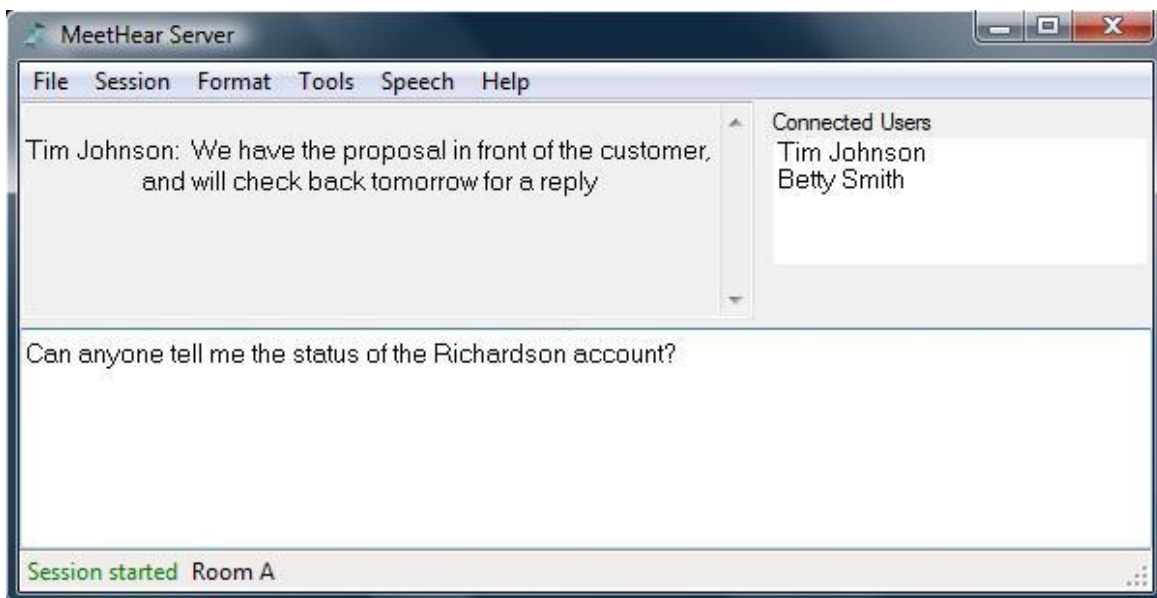 MeetHear Server
File Session Format Tools Speech Help
Tim Johnson: We have the proposal in front of the customer,
and will check back tomorrow for a reply
Connected Users
Tim Johnson
Betty Smith
Can anyone tell me the status of the Richardson account?
Session started Room A